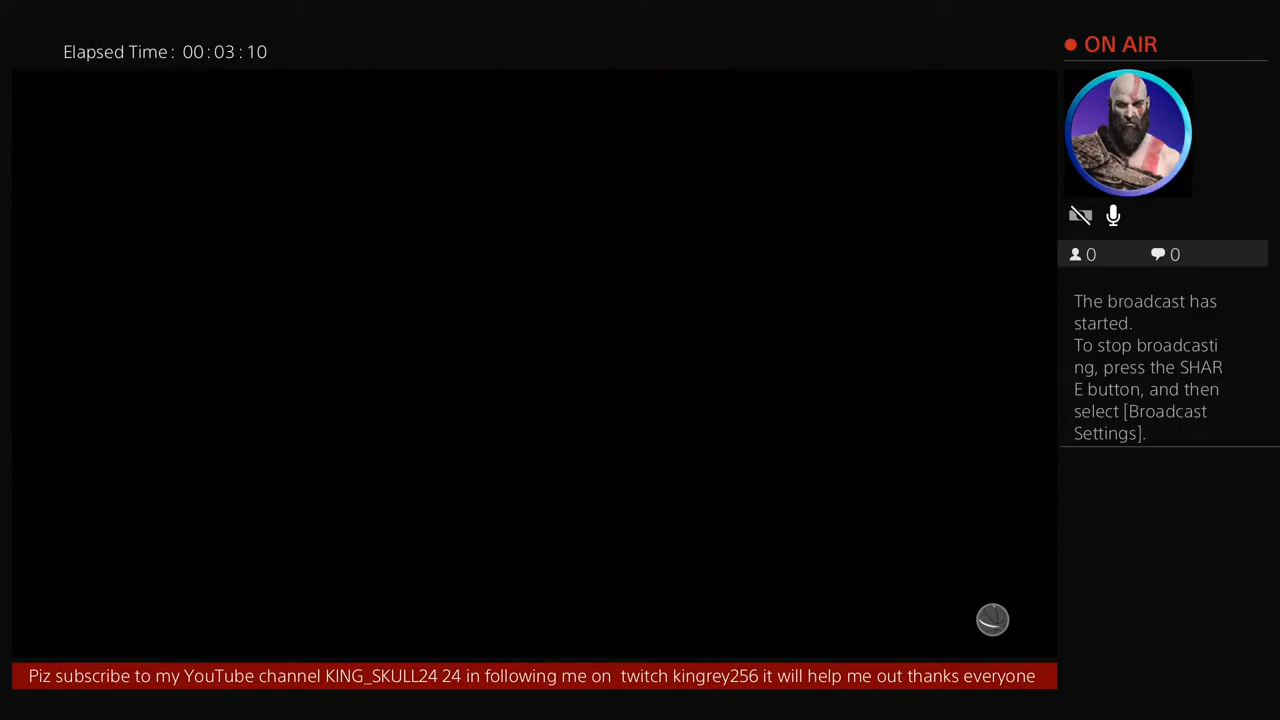 Elapsed Time: 00:03:10
ON AIR
0 0
The broadcast has
started.
To stop broadcasti
ng, press the SHAR
E button, and then
select [Broadcast
Settings].
Piz subscribe to my YouTube channel KING_SKULL24 24 in following me on twitch kingrey256 it will help me out thanks everyone